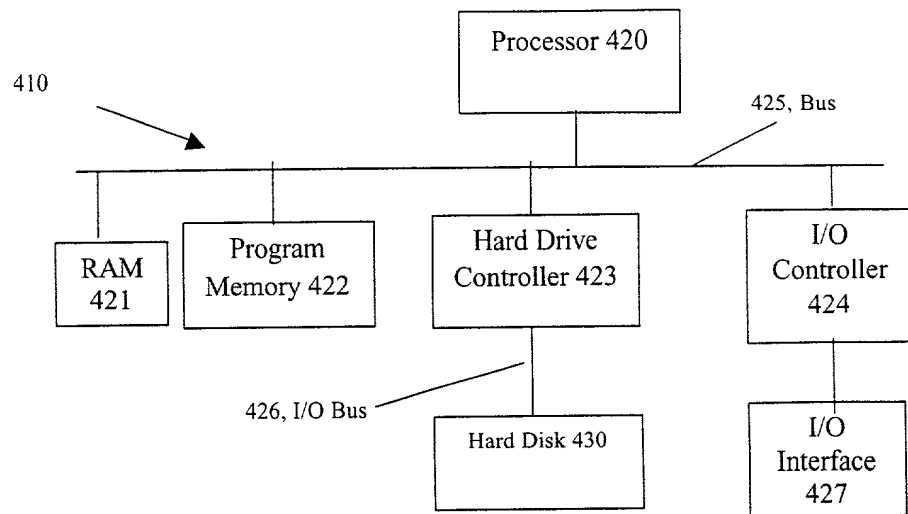 Processor 420
410
425, Bus
RAM
421
Program
Memory 422
Hard Drive
Controller 423
I/O
Controller
424
426, I/O Bus
Hard Disk 430
I/O
Interface
427